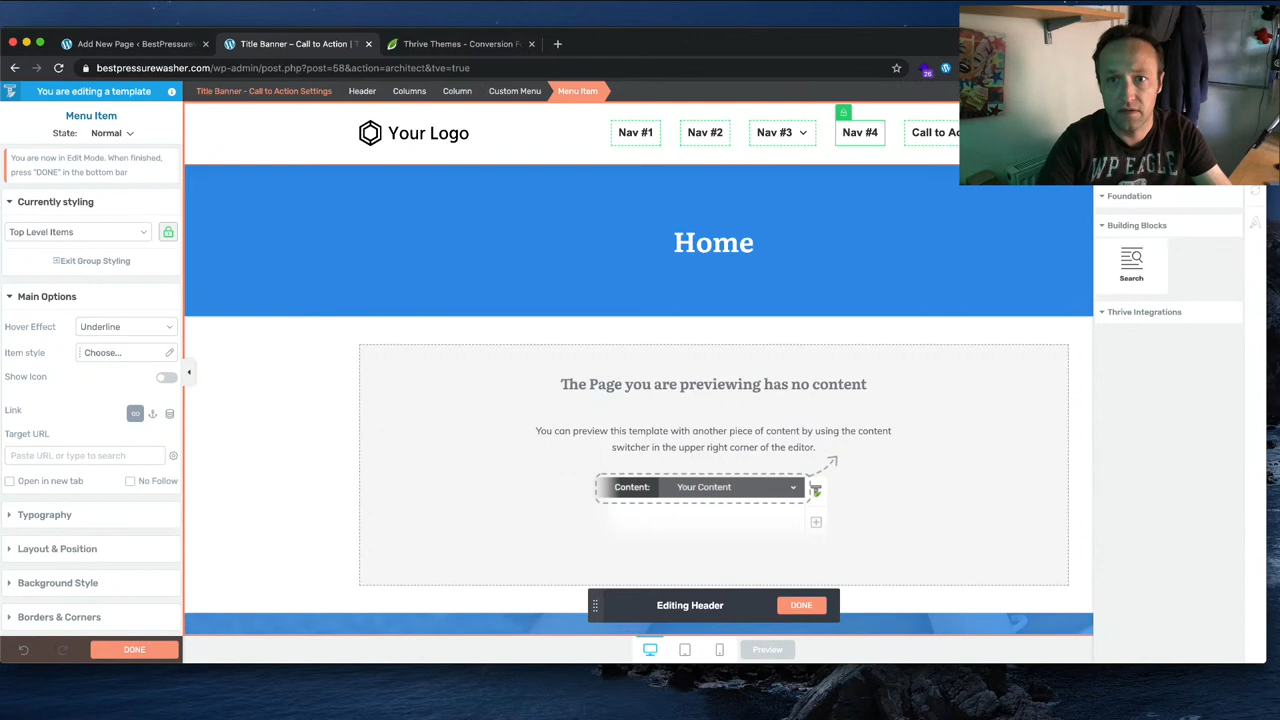 Add New Page ‹ BestPressureW
Title Banner – Call to Action | T
Thrive Themes - Conversion F
bestpressurewasher.com/wp-admin/post.php?post=58&action=architect&tve=true
26
You are editing a template
Title Banner - Call to Action Settings
Header
Columns
Column
Custom Menu
Menu Item
Menu Item
State: Normal
You are now in Edit Mode. When finished,
press "DONE" in the bottom bar
Currently styling
Top Level Items
Exit Group Styling
Main Options
Hover Effect
Underline
Item style
Choose...
Show Icon
Link
Target URL
Paste URL or type to search
Open in new tab
No Follow
Typography
Layout & Position
Background Style
Borders & Corners
DONE
Your Logo
Nav #1
Nav #2
Nav #3
Nav #4
Call to Ac
Home
The Page you are previewing has no content
You can preview this template with another piece of content by using the content
switcher in the upper right corner of the editor.
Content:
Your Content
Editing Header
DONE
Preview
WP EAGLE
Foundation
Building Blocks
Search
Thrive Integrations